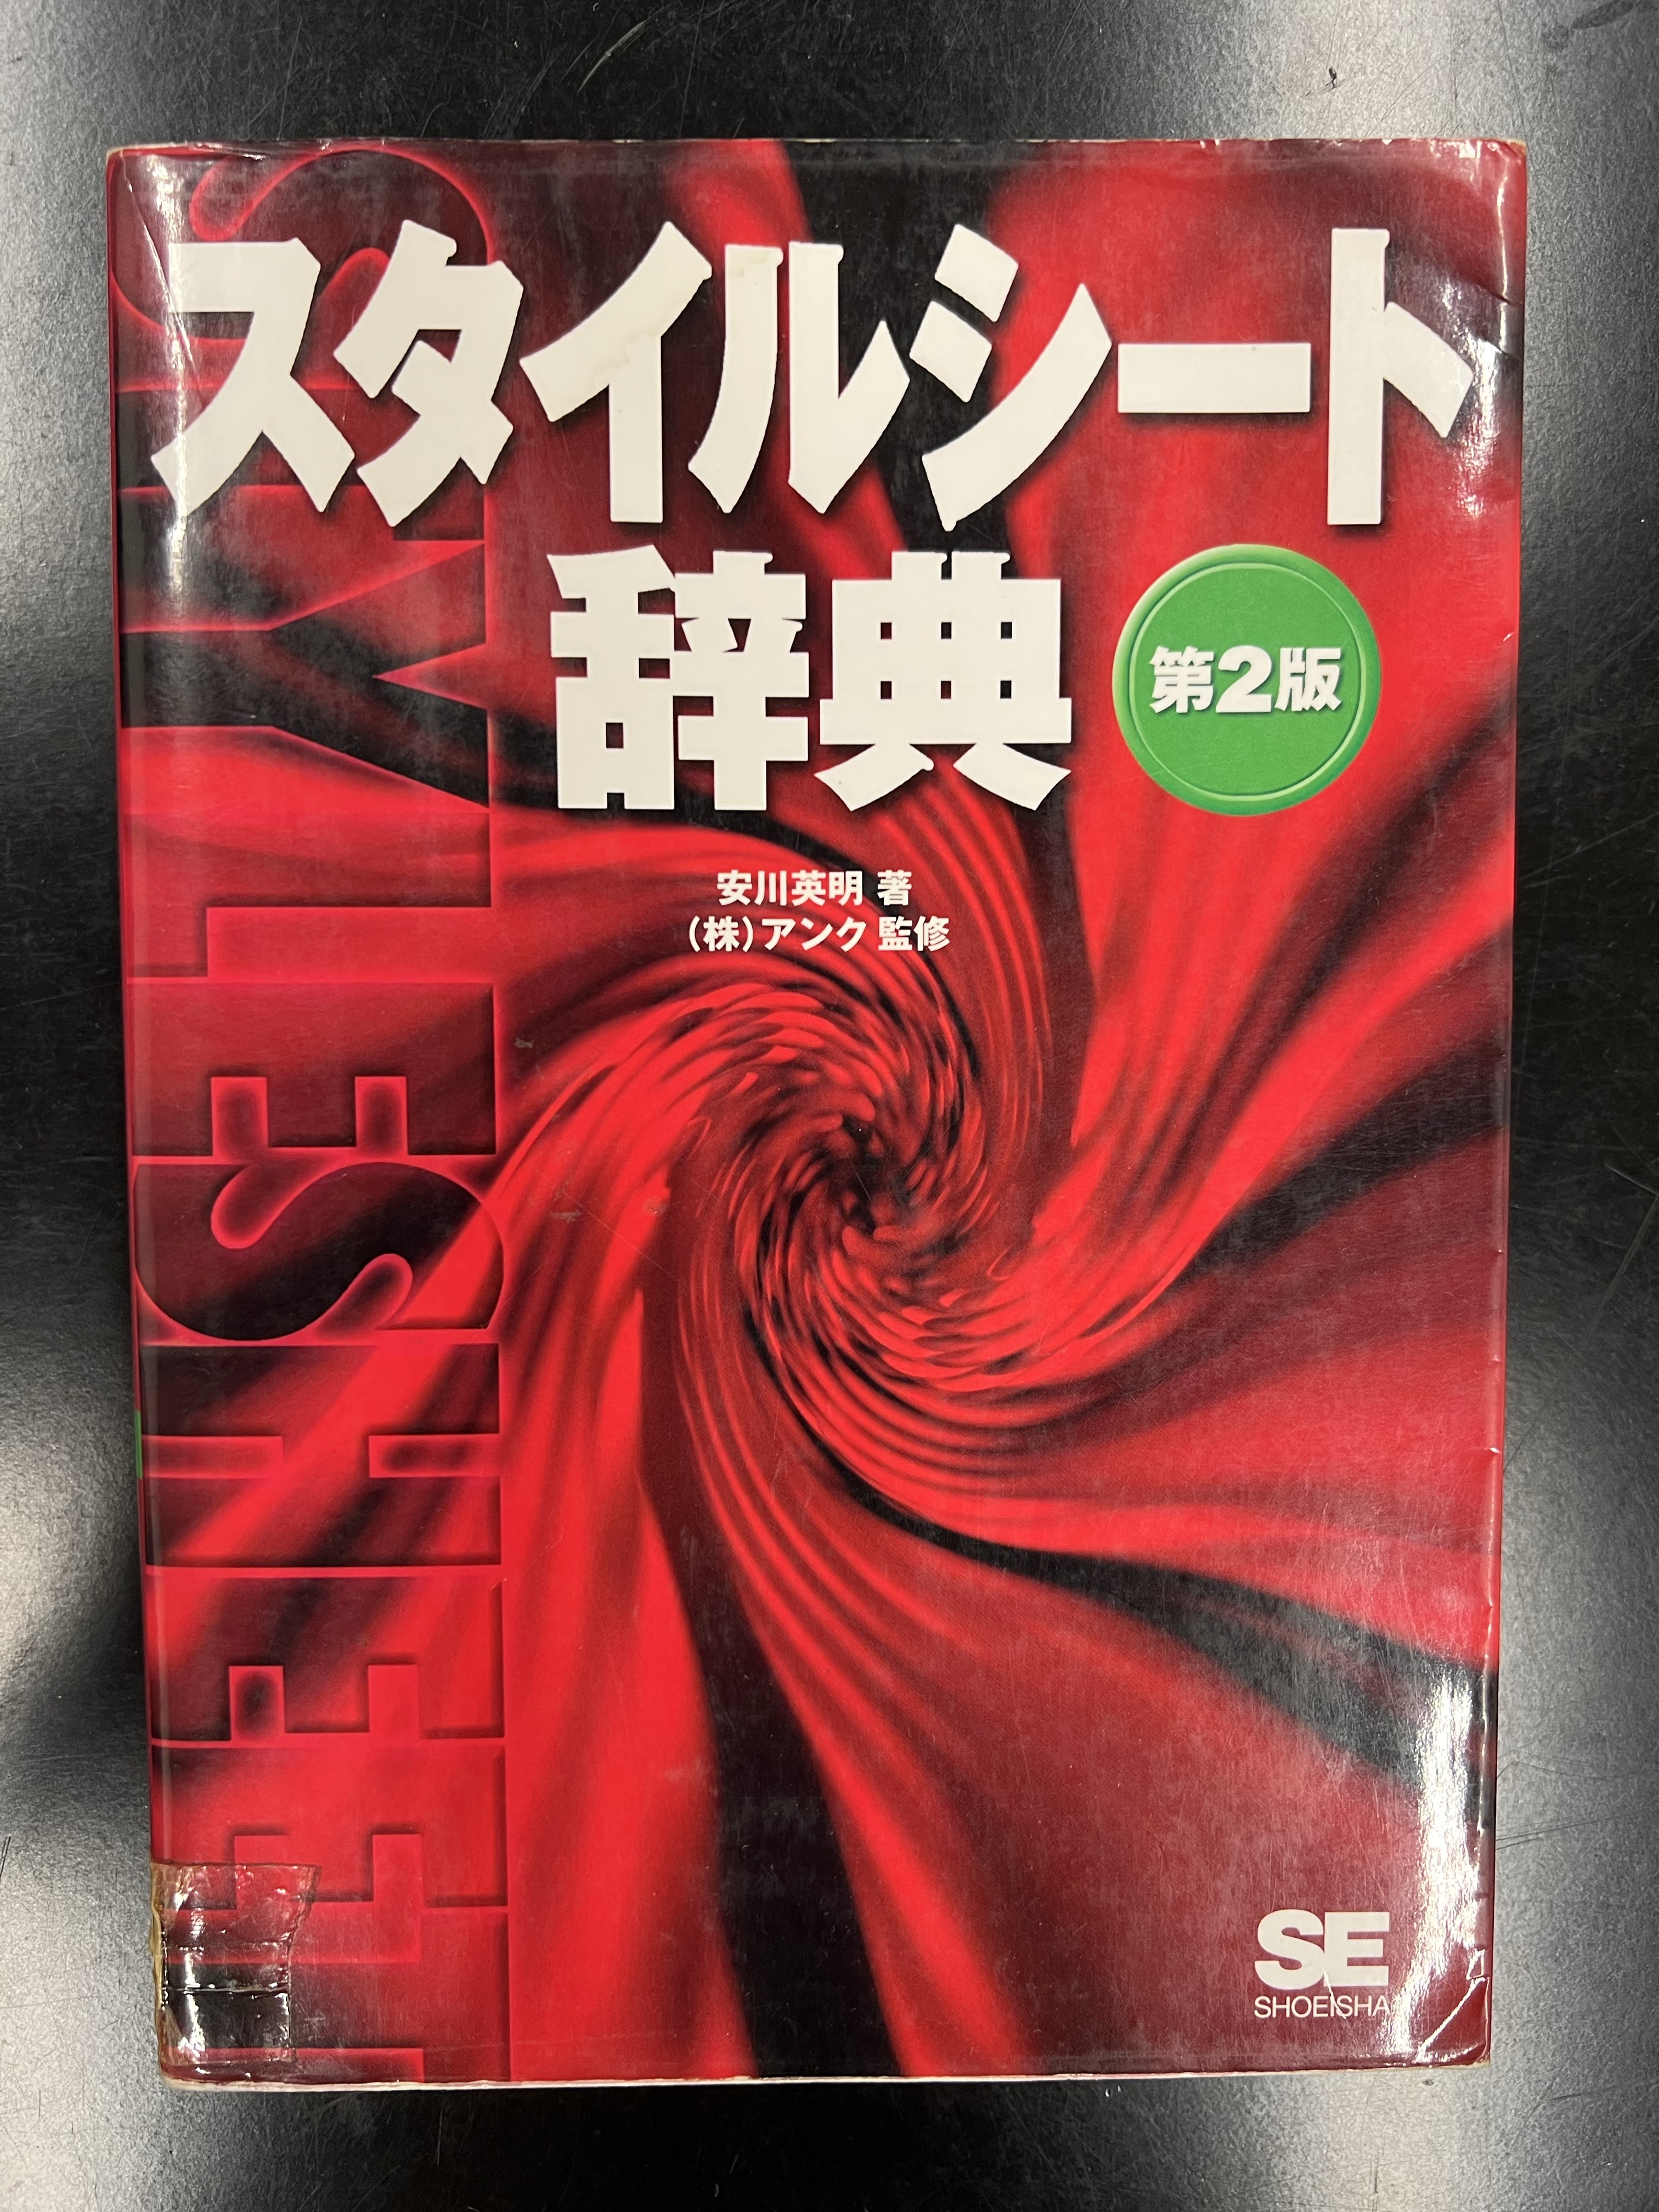 スタイルシート
辞典
第2版
安川英明 著
(株)アンク 監修
STYLESHEET
SE
SHOEISHA